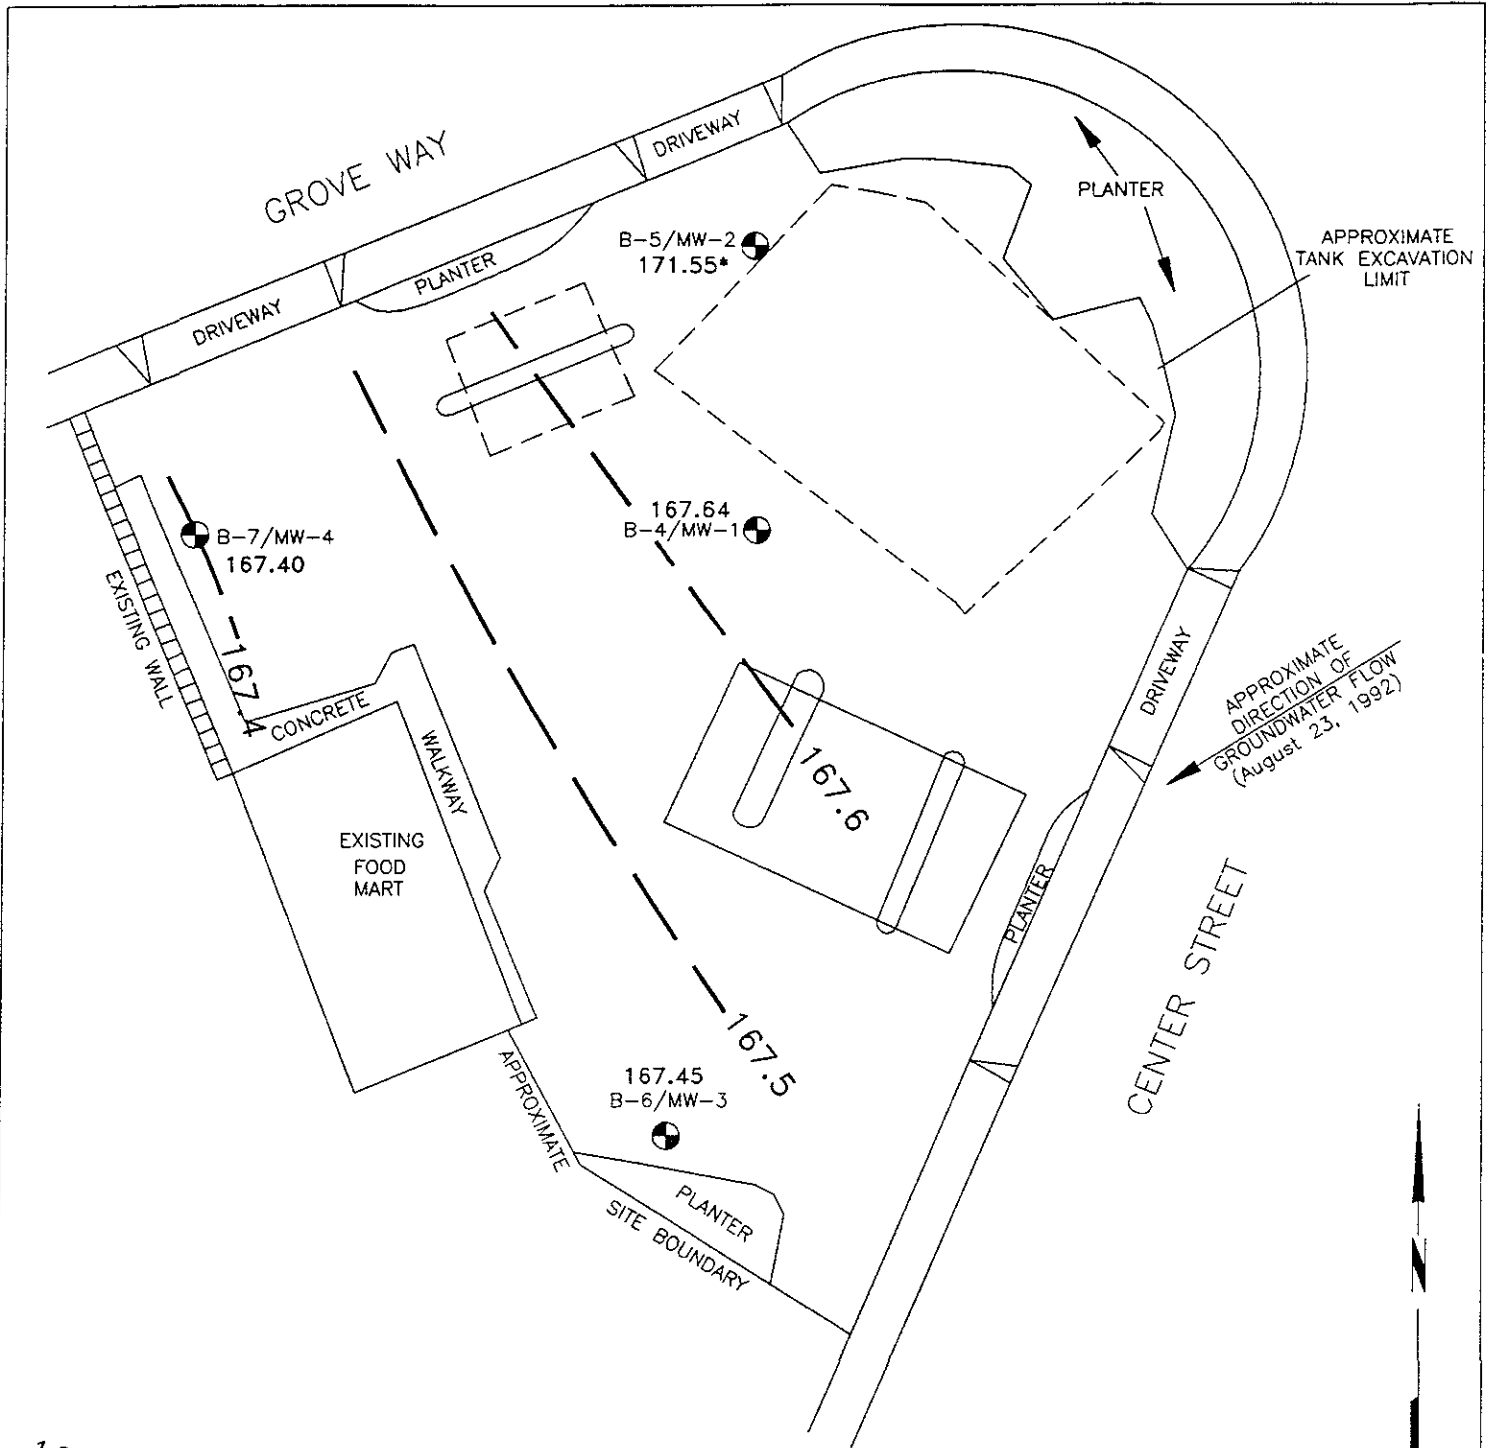 GROVE WAY
DRIVEWAY
PLANTER
B-5/MW-2
171.55*
APPROXIMATE
TANK EXCAVATION
LIMIT
PLANTER
DRIVEWAY
167.64
B-4/MW-1
B-7/MW-4
167.40
EXISTING WALL
167.4
CONCRETE
WALKWAY
DRIVEWAY
APPROXIMATE
DIRECTION OF
GROUNDWATER FLOW
(August 23, 1992)
167.6
EXISTING
FOOD
MART
PLANTER
CENTER STREET
167.5
167.45
B-6/MW-3
APPROXIMATE
SITE BOUNDARY
PLANTER
N